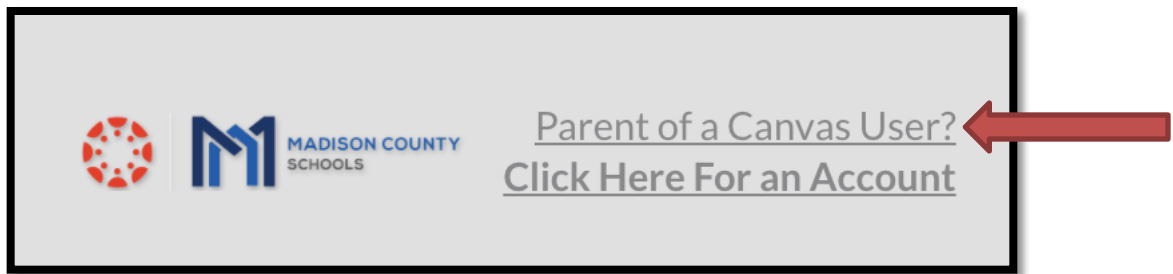 MADISON COUNTY
SCHOOLS
Parent of a Canvas User?
Click Here For an Account